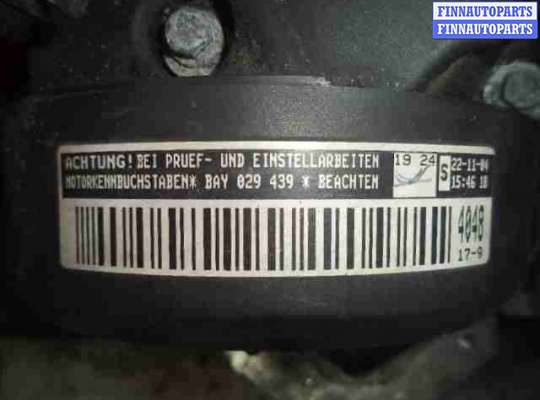 FINNAUTOPARTS
FINNAUTOPARTS
ACHTUNG! BEI PRUEF- UND EINSTELLARBEITEN
MOTORKENNBUCHSTABEN* BAY 029 439 * BEACHTEN
19 24
S
22-11-04
15:46 18
4048
17-9